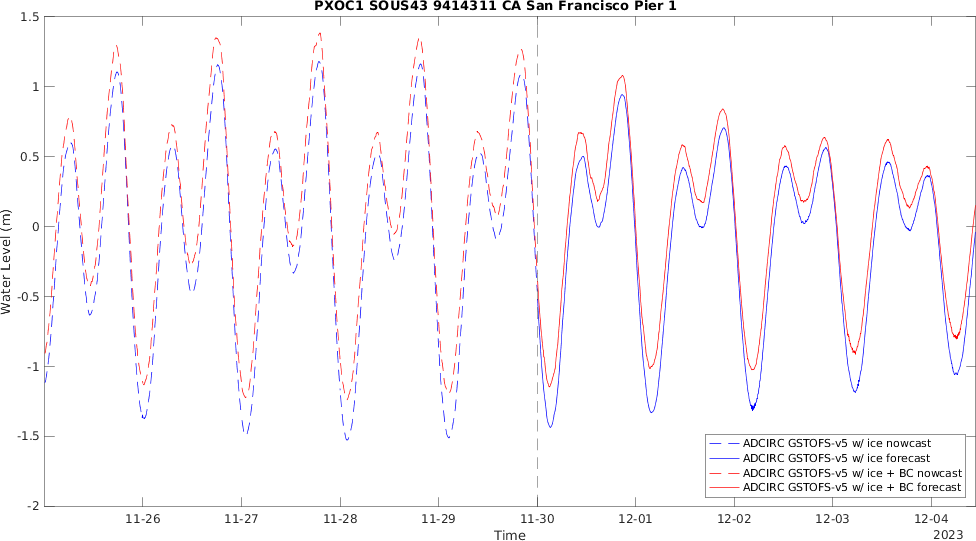 PXOC1 SOUS43 9414311 CA San Francisco Pier 1
1.5
1
0.5
0
-0.5
-1
-1.5
-2
Water Level (m)
11-26
11-27
11-28
11-29
11-30
12-01
12-02
12-03
12-04
Time
2023
ADCIRC GSTOFS-v5 w/ ice nowcast
ADCIRC GSTOFS-v5 w/ ice forecast
ADCIRC GSTOFS-v5 w/ ice + BC nowcast
ADCIRC GSTOFS-v5 w/ ice + BC forecast